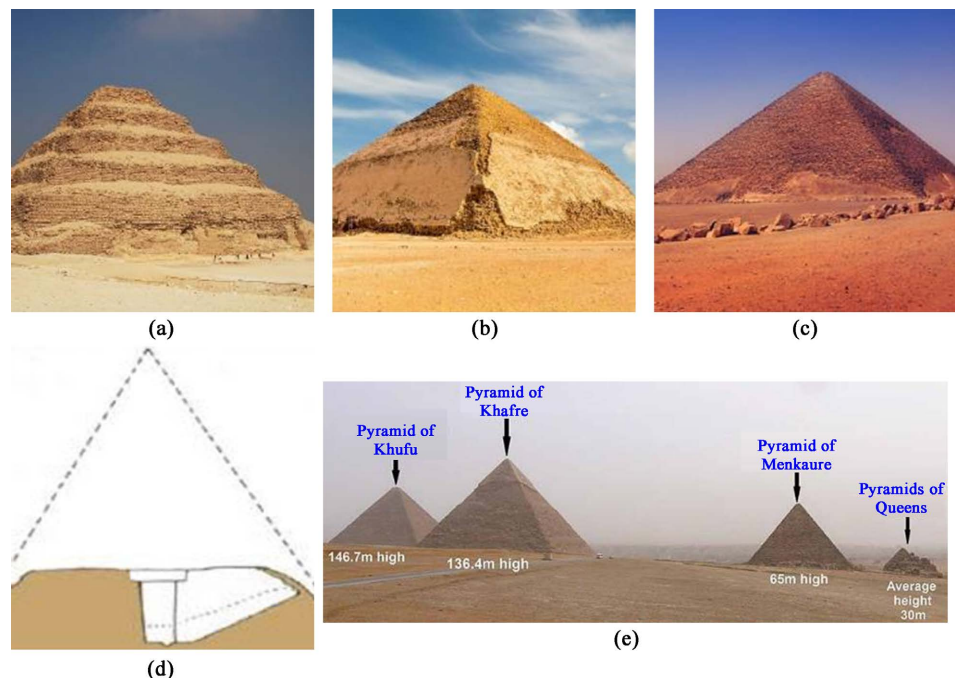 (a)
(b)
(c)
(d)
Pyramid of
Khufu
Pyramid of
Khafre
Pyramid of
Menkaure
Pyramids of
Queens
146.7m high
136.4m high
65m high
Average
height
30m
(e)